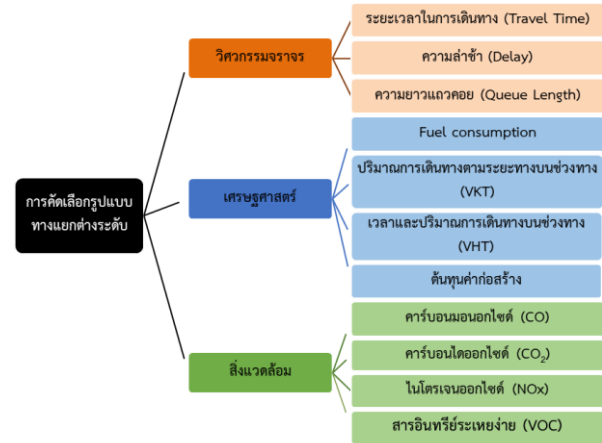 การคัดเลือกรูปแบบ
ทางแยกต่างระดับ
วิศวกรรมจราจร
ระยะเวลาในการเดินทาง (Travel Time)
ความล่าช้า (Delay)
ความยาวแถวคอย (Queue Length)
เศรษฐศาสตร์
Fuel consumption
ปริมาณการเดินทางตามระยะทางบนช่วงทาง
(VKT)
เวลาและปริมาณการเดินทางบนช่วงทาง
(VHT)
ต้นทุนค่าก่อสร้าง
สิ่งแวดล้อม
คาร์บอนมอนอกไซด์ (CO)
คาร์บอนไดออกไซด์ (CO₂)
ไนโตรเจนออกไซด์ (NOx)
สารอินทรีย์ระเหยง่าย (VOC)